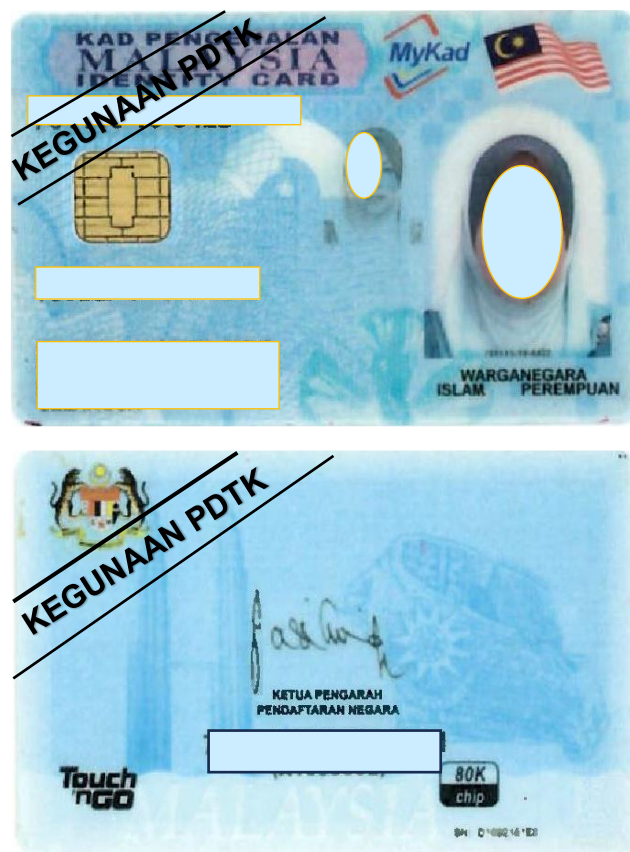 KAD PENGENALAN
MALAYSIA
IDENTITY CARD
MyKad
KEGUNAAN PDTK
WARGANEGARA
ISLAM PEREMPUAN
KEGUNAAN PDTK
KETUA PENGARAH
PENDAFTARAN NEGARA
Touch
'nGO
80K
chip
MALAYSIA